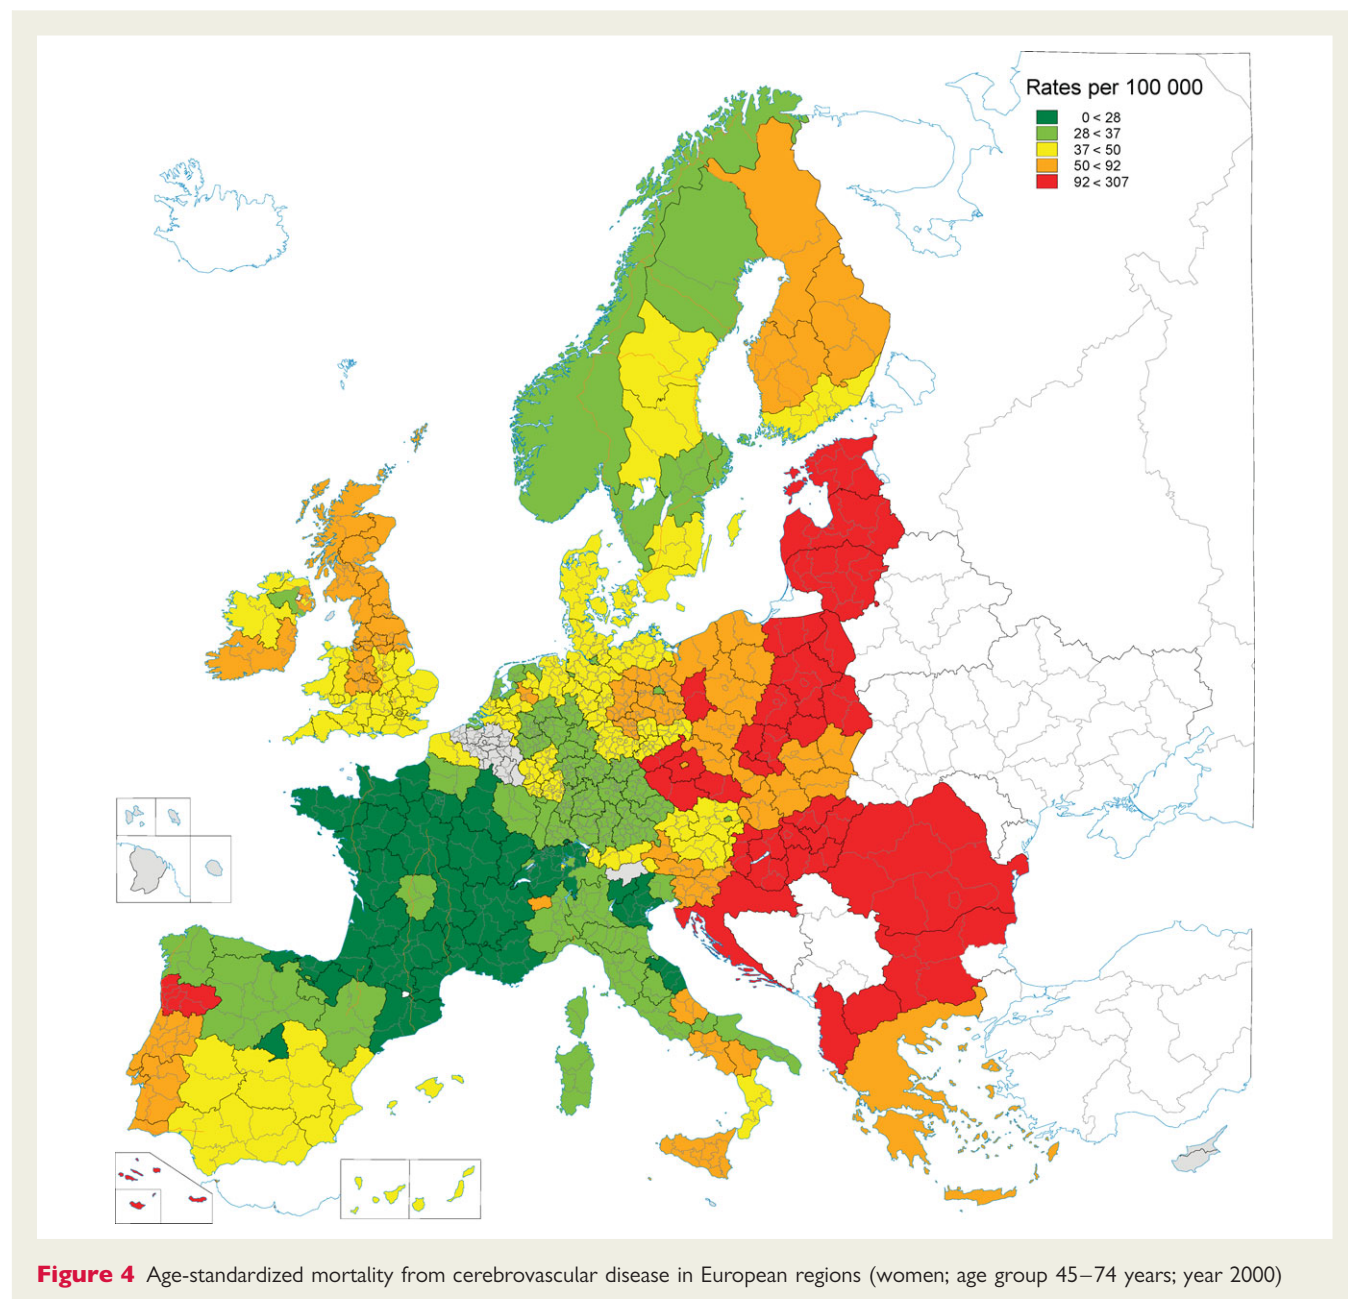 Rates per 100 000
0 < 28
28 < 37
37 < 50
50 < 92
92 < 307
Figure 4 Age-standardized mortality from cerebrovascular disease in European regions (women; age group 45–74 years; year 2000)